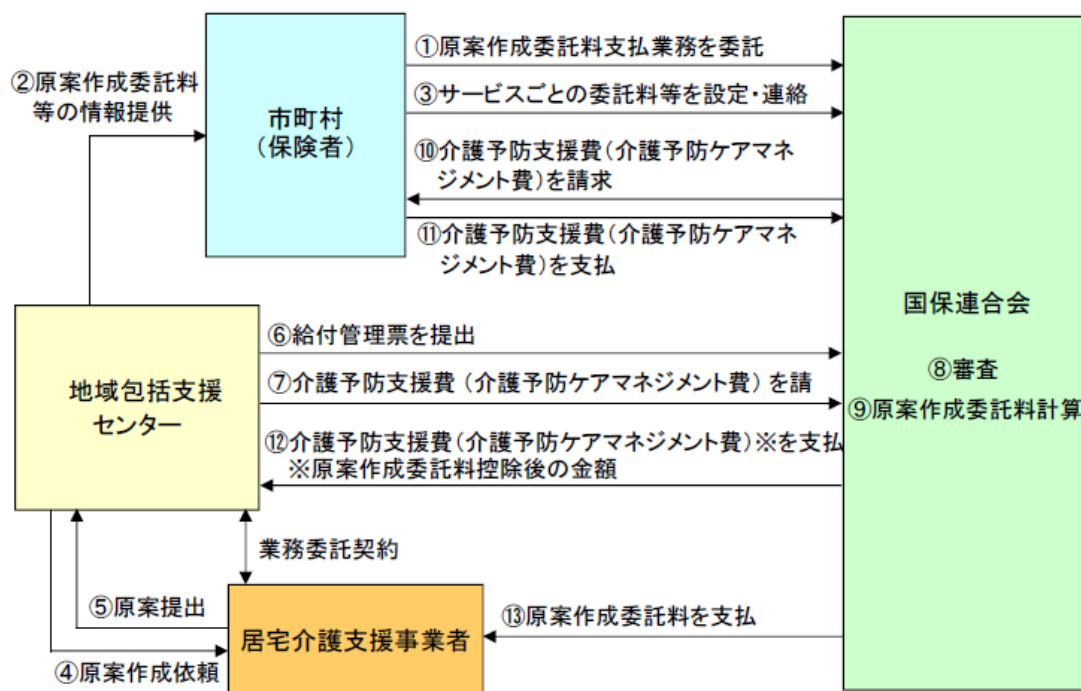 ①原案作成委託料支払業務を委託
②原案作成委託料
等の情報提供
市町村
（保険者）
③サービスごとの委託料等を設定・連絡
⑩介護予防支援費（介護予防ケアマネ
ジメント費）を請求
⑪介護予防支援費（介護予防ケアマネ
ジメント費）を支払
国保連合会
⑧審査
⑨原案作成委託料計算
地域包括支援
センター
⑥給付管理票を提出
⑦介護予防支援費（介護予防ケアマネジメント費）を請
⑫介護予防支援費（介護予防ケアマネジメント費）※を支払
※原案作成委託料控除後の金額
業務委託契約
⑤原案提出
④原案作成依頼
居宅介護支援事業者
⑬原案作成委託料を支払